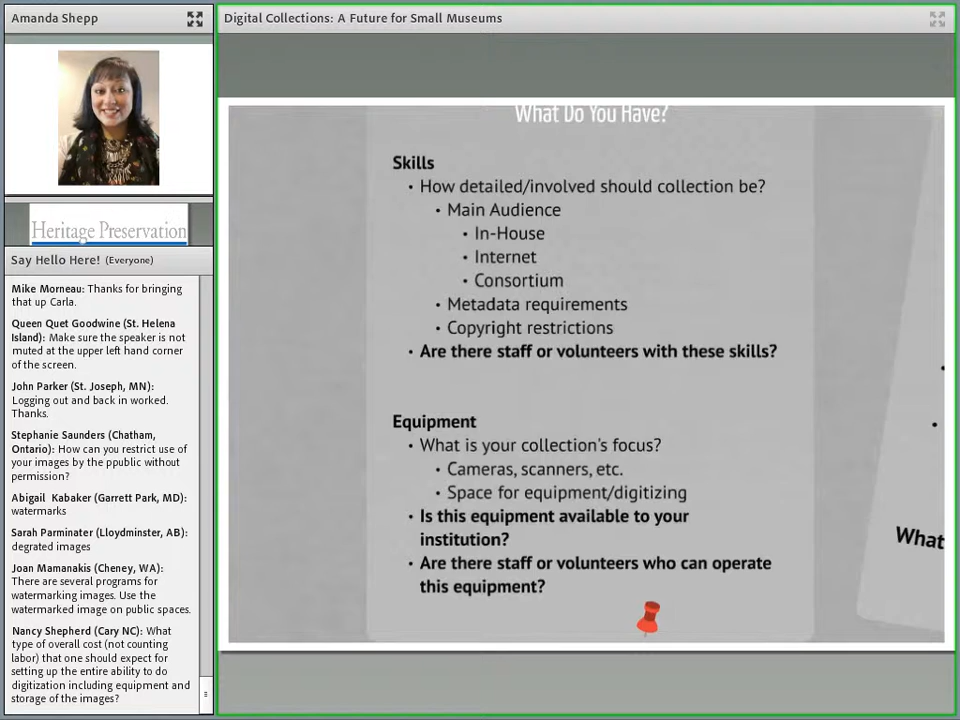 Amanda Shepp
Digital Collections: A Future for Small Museums
Heritage Preservation
Say Hello Here! (Everyone)
Mike Morneau: Thanks for bringing
that up Carla.
Queen Quet Goodwine (St. Helena
Island): Make sure the speaker is not
muted at the upper left hand corner
of the screen.
John Parker (St. Joseph, MN):
Logging out and back in worked.
Thanks.
Stephanie Saunders (Chatham,
Ontario): How can you restrict use of
your images by the ppublic without
permission?
Abigail Kabaker (Garrett Park, MD):
watermarks
Sarah Parminater (Lloydminster, AB):
degrated images
Joan Mamanakis (Cheney, WA):
There are several programs for
watermarking images. Use the
watermarked image on public spaces.
Nancy Shepherd (Cary NC): What
type of overall cost (not counting
labor) that one should expect for
setting up the entire ability to do
digitization including equipment and
storage of the images?
What Do You Have?
Skills
• How detailed/involved should collection be?
• Main Audience
• In-House
• Internet
• Consortium
• Metadata requirements
• Copyright restrictions
• Are there staff or volunteers with these skills?
Equipment
• What is your collection's focus?
• Cameras, scanners, etc.
• Space for equipment/digitizing
• Is this equipment available to your
institution?
• Are there staff or volunteers who can operate
this equipment?
What